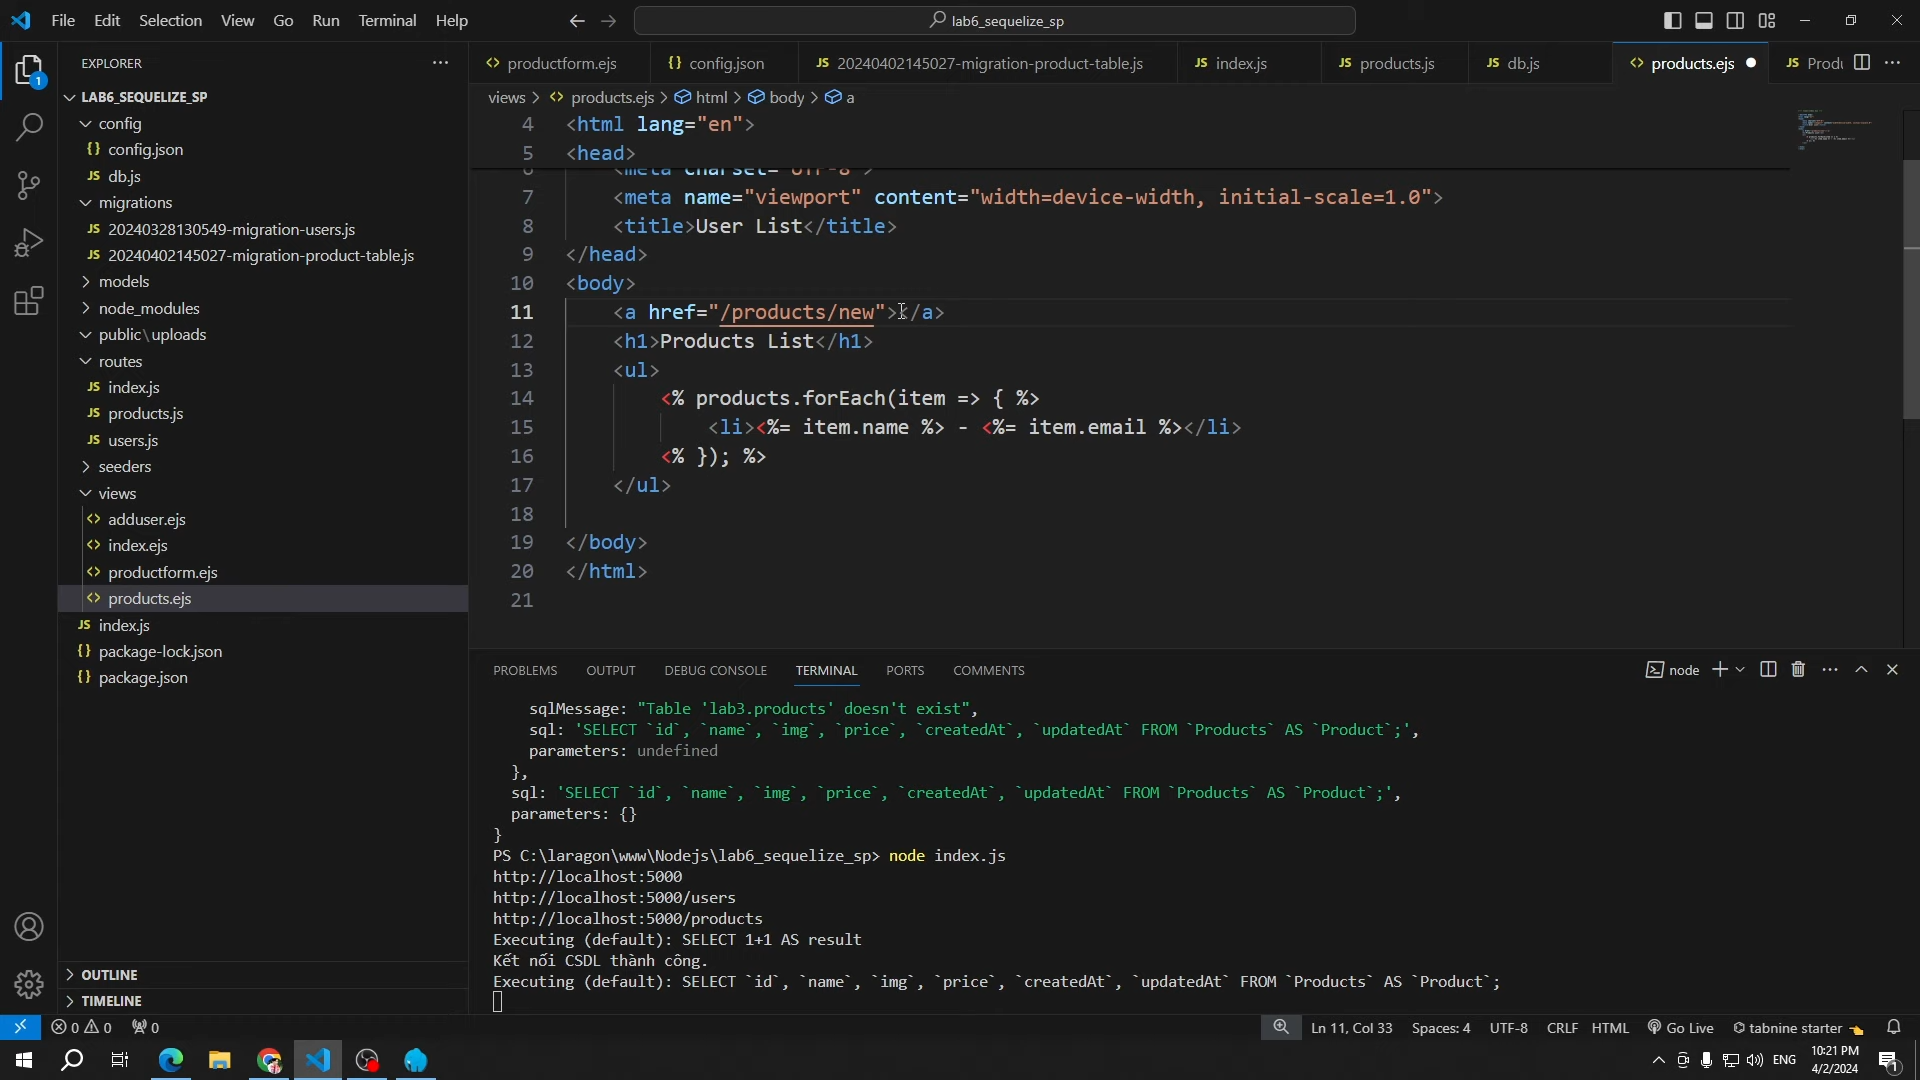 File Edit Selection View Go Run Terminal Help
lab6_sequelize_sp
EXPLORER
1
LAB6_SEQUELIZE_SP
config
config.json
db.js
migrations
20240328130549-migration-users.js
20240402145027-migration-product-table.js
models
node_modules
public\uploads
routes
index.js
products.js
users.js
seeders
views
adduser.ejs
index.ejs
productform.ejs
products.ejs
index.js
package-lock.json
package.json
OUTLINE
TIMELINE
productform.ejs config.json 20240402145027-migration-product-table.js index.js products.js db.js products.ejs Produ
views > products.ejs > html > body > a
4 <html lang="en">
5 <head>
6 <meta charset="UTF-8">
7 <meta name="viewport" content="width=device-width, initial-scale=1.0">
8 <title>User List</title>
9 </head>
10 <body>
11 <a href="/products/new"></a>
12 <h1>Products List</h1>
13 <ul>
14 <% products.forEach(item => { %>
15 <li><%= item.name %> - <%= item.email %></li>
16 <% }); %>
17 </ul>
18
19 </body>
20 </html>
21
PROBLEMS OUTPUT DEBUG CONSOLE TERMINAL PORTS COMMENTS
node
sqlMessage: "Table 'lab3.products' doesn't exist",
sql: 'SELECT `id`, `name`, `img`, `price`, `createdAt`, `updatedAt` FROM `Products` AS `Product`;',
parameters: undefined
},
sql: 'SELECT `id`, `name`, `img`, `price`, `createdAt`, `updatedAt` FROM `Products` AS `Product`;',
parameters: {}
}
PS C:\laragon\www\Nodejs\lab6_sequelize_sp> node index.js
http://localhost:5000
http://localhost:5000/users
http://localhost:5000/products
Executing (default): SELECT 1+1 AS result
Kết nối CSDL thành công.
Executing (default): SELECT `id`, `name`, `img`, `price`, `createdAt`, `updatedAt` FROM `Products` AS `Product`;
0 0 0
Ln 11, Col 33 Spaces: 4 UTF-8 CRLF HTML Go Live tabnine starter
ENG
10:21 PM
4/2/2024
1